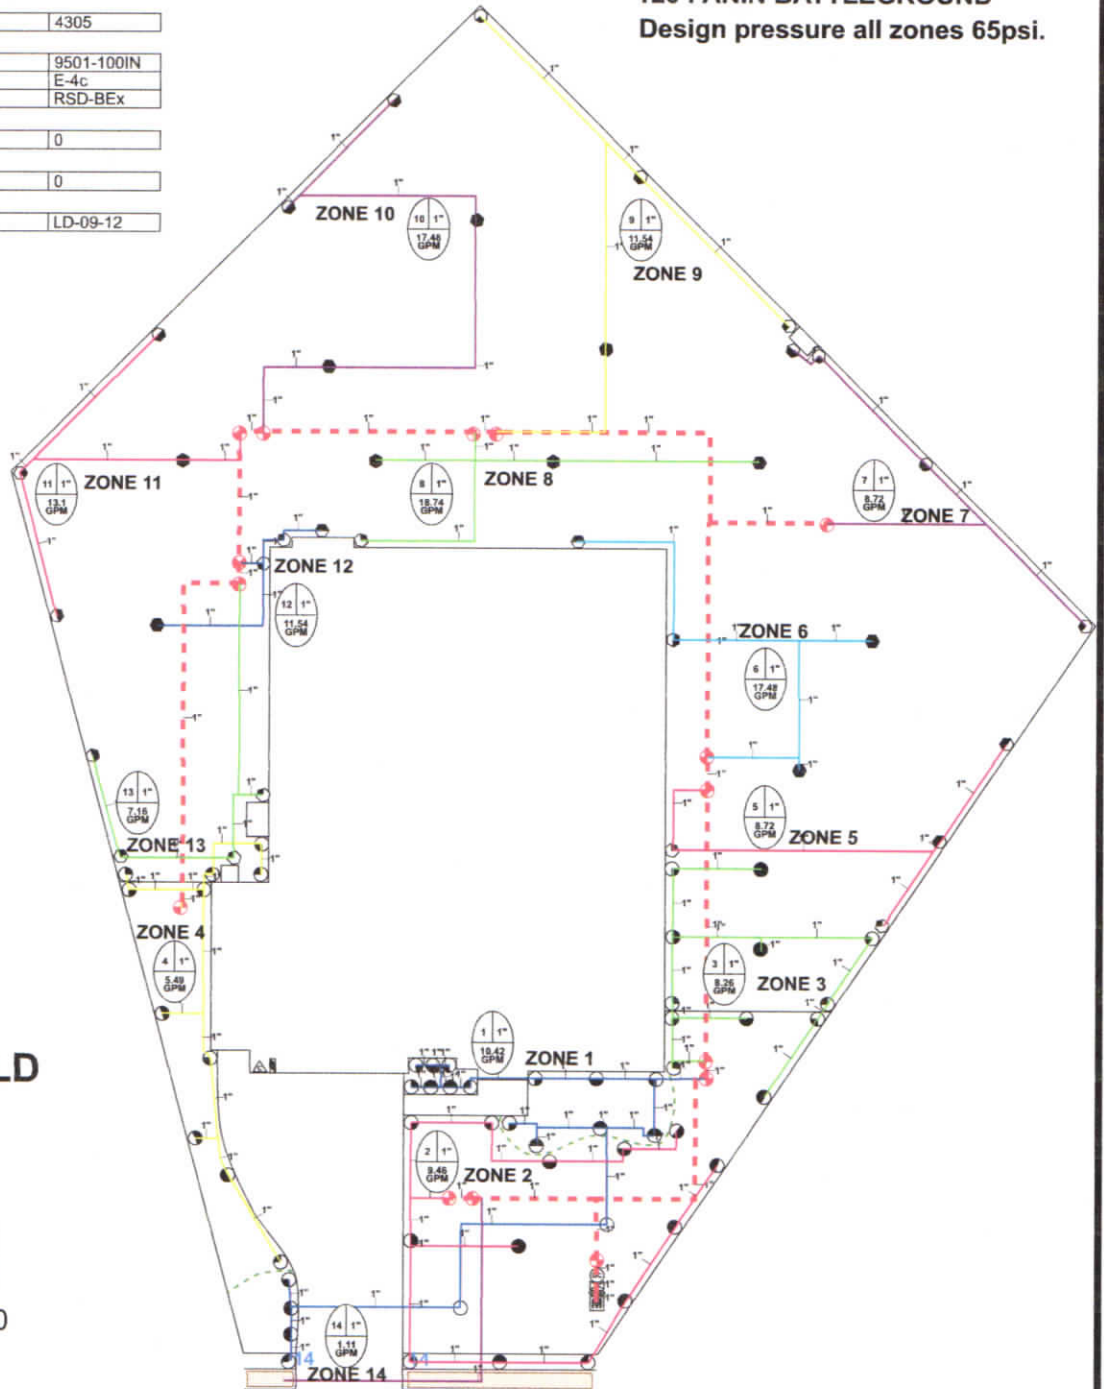 4305
9501-100IN
E-4c
RSD-BEx
0
0
LD-09-12
Design pressure all zones 65psi.
ZONE 10
10 1"
17.48
GPM
9 1"
11.54
GPM
ZONE 9
11 1"
13.1
GPM
ZONE 11
8 1"
18.74
GPM
ZONE 8
7 1"
8.72
GPM
ZONE 7
ZONE 12
12 1"
11.54
GPM
ZONE 6
6 1"
17.48
GPM
13 1"
7.16
GPM
ZONE 13
5 1"
8.72
GPM
ZONE 5
ZONE 4
4 1"
5.49
GPM
3 1"
8.26
GPM
ZONE 3
1 1"
10.42
GPM
ZONE 1
LD
2 1"
9.46
GPM
ZONE 2
0
14 1"
1.11
GPM
14
ZONE 14